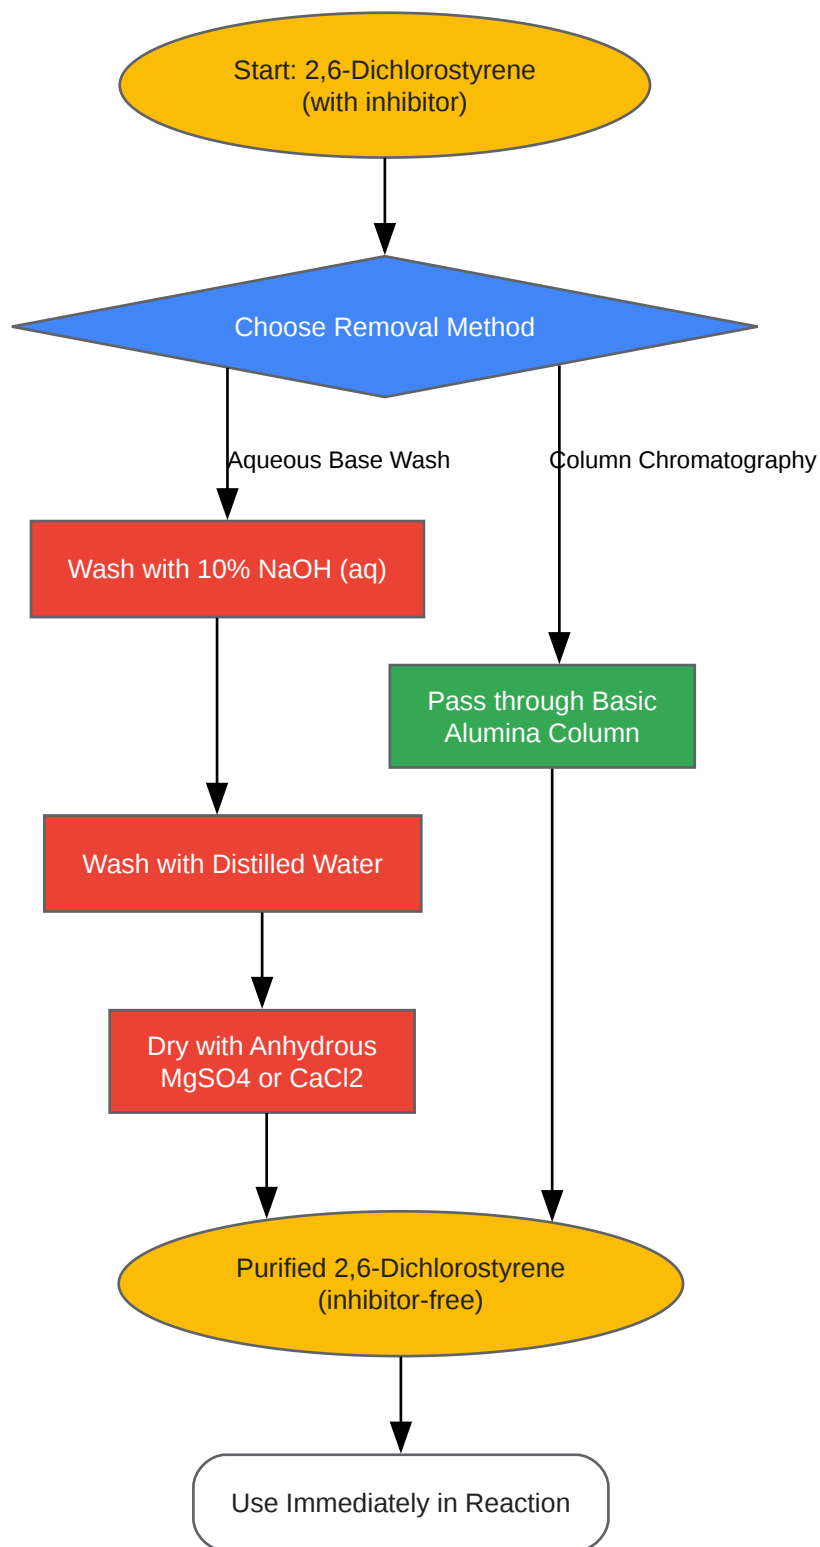 Start: 2,6-Dichlorostyrene
(with inhibitor)
Choose Removal Method
Aqueous Base Wash
Column Chromatography
Wash with 10% NaOH (aq)
Pass through Basic
Alumina Column
Wash with Distilled Water
Dry with Anhydrous
MgSO4 or CaCl2
Purified 2,6-Dichlorostyrene
(inhibitor-free)
Use Immediately in Reaction